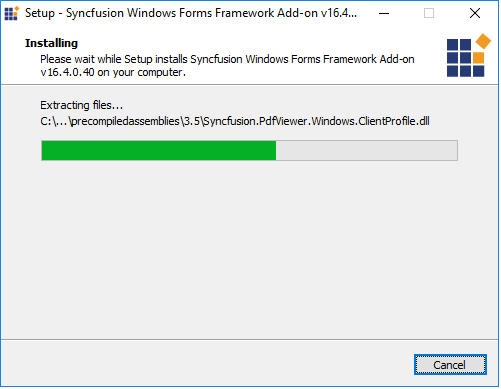 Setup - Syncfusion Windows Forms Framework Add-on v16.4...
Installing
Please wait while Setup installs Syncfusion Windows Forms Framework Add-on
v16.4.0.40 on your computer.
Extracting files...
C:\...\precompiledassemblies\3.5\Syncfusion.PdfViewer.Windows.ClientProfile.dll
Cancel